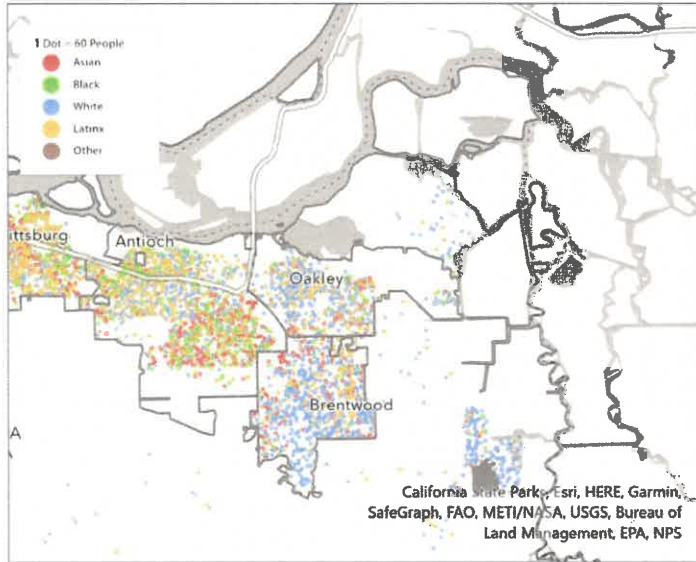 1 Dot = 60 People
Asian
Black
White
Latinx
Other
ittsburg
Antioch
Oakley
Brentwood
A
California State Parks, Esri, HERE, Garmin,
SafeGraph, FAO, METI/NASA, USGS, Bureau of
Land Management, EPA, NPS